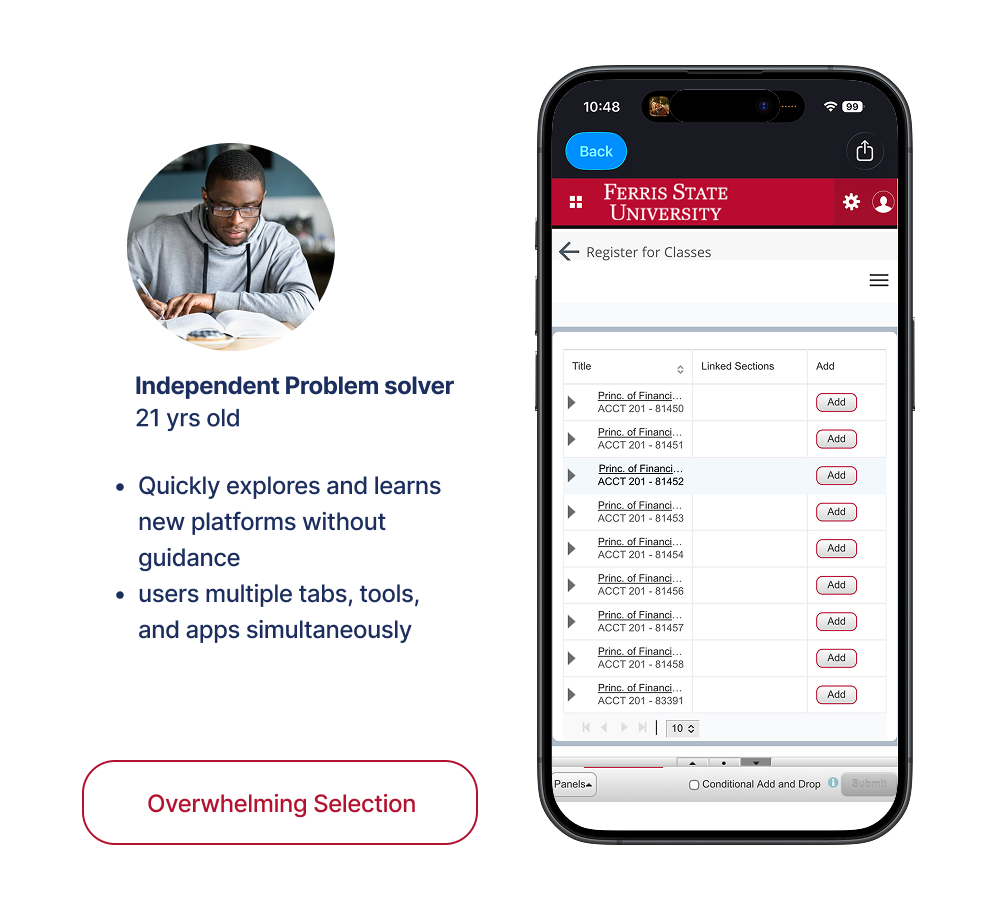 Independent Problem solver
21 yrs old
• Quickly explores and learns
new platforms without
guidance
• users multiple tabs, tools,
and apps simultaneously
Overwhelming Selection
10:48
99
Back
FERRIS STATE
UNIVERSITY
Register for Classes
Title Linked Sections Add
Princ. of Financi...
ACCT 201 - 81450
Add
Princ. of Financi...
ACCT 201 - 81451
Add
Princ. of Financi...
ACCT 201 - 81452
Add
Princ. of Financi...
ACCT 201 - 81453
Add
Princ. of Financi...
ACCT 201 - 81454
Add
Princ. of Financi...
ACCT 201 - 81456
Add
Princ. of Financi...
ACCT 201 - 81457
Add
Princ. of Financi...
ACCT 201 - 81458
Add
Princ. of Financi...
ACCT 201 - 83391
Add
10
Panels
Conditional Add and Drop
Submit